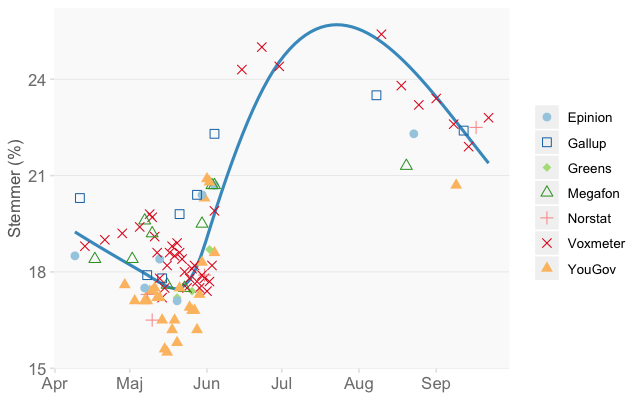 Stemmer (%)
24
21
18
15
Apr Maj Jun Jul Aug Sep
Epinion
Gallup
Greens
Megafon
Norstat
Voxmeter
YouGov